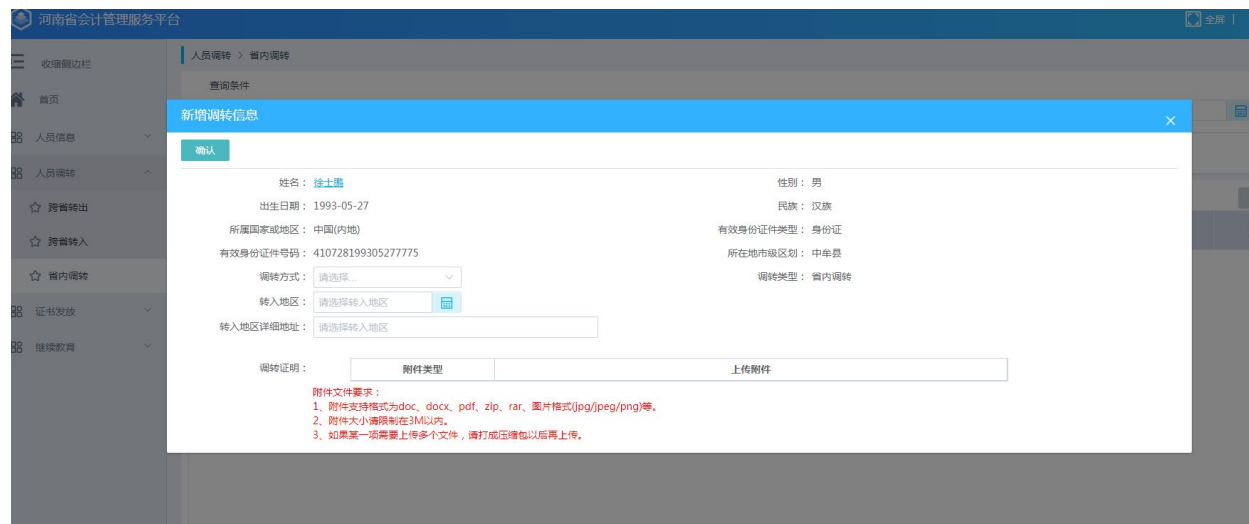 河南省会计管理服务平台
全屏
收缩侧边栏
首页
人员信息
人员调转
跨省转出
跨省转入
省内调转
证书发放
继续教育
人员调转 > 省内调转
查询条件
新增调转信息
确认
姓名： 徐士鹏 性别： 男
出生日期： 1993-05-27 民族： 汉族
所属国家或地区： 中国(内地) 有效身份证件类型： 身份证
有效身份证件号码： 410728199305277775 所在地市级区划： 中牟县
调转方式： 请选择... 调转类型： 省内调转
转入地区： 请选择转入地区
转入地区详细地址： 请选择转入地区
调转证明： 附件类型 上传附件
附件文件要求：
1、附件支持格式为doc、docx、pdf、zip、rar、图片格式(jpg/jpeg/png)等。
2、附件大小请限制在3M以内。
3、如果某一项需要上传多个文件，请打成压缩包以后再上传。